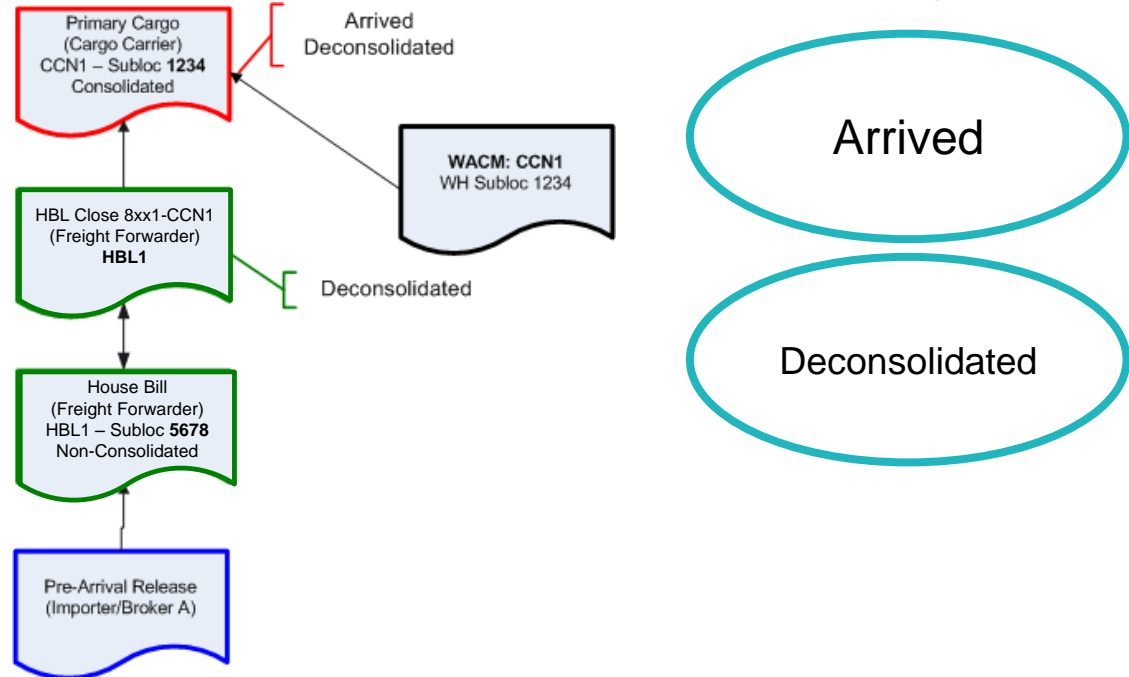 Primary Cargo
(Cargo Carrier)
CCN1 – Subloc 1234
Consolidated
Arrived
Deconsolidated
WACM: CCN1
WH Subloc 1234
HBL Close 8xx1-CCN1
(Freight Forwarder)
HBL1
Deconsolidated
House Bill
(Freight Forwarder)
HBL1 – Subloc 5678
Non-Consolidated
Pre-Arrival Release
(Importer/Broker A)
Arrived
Deconsolidated